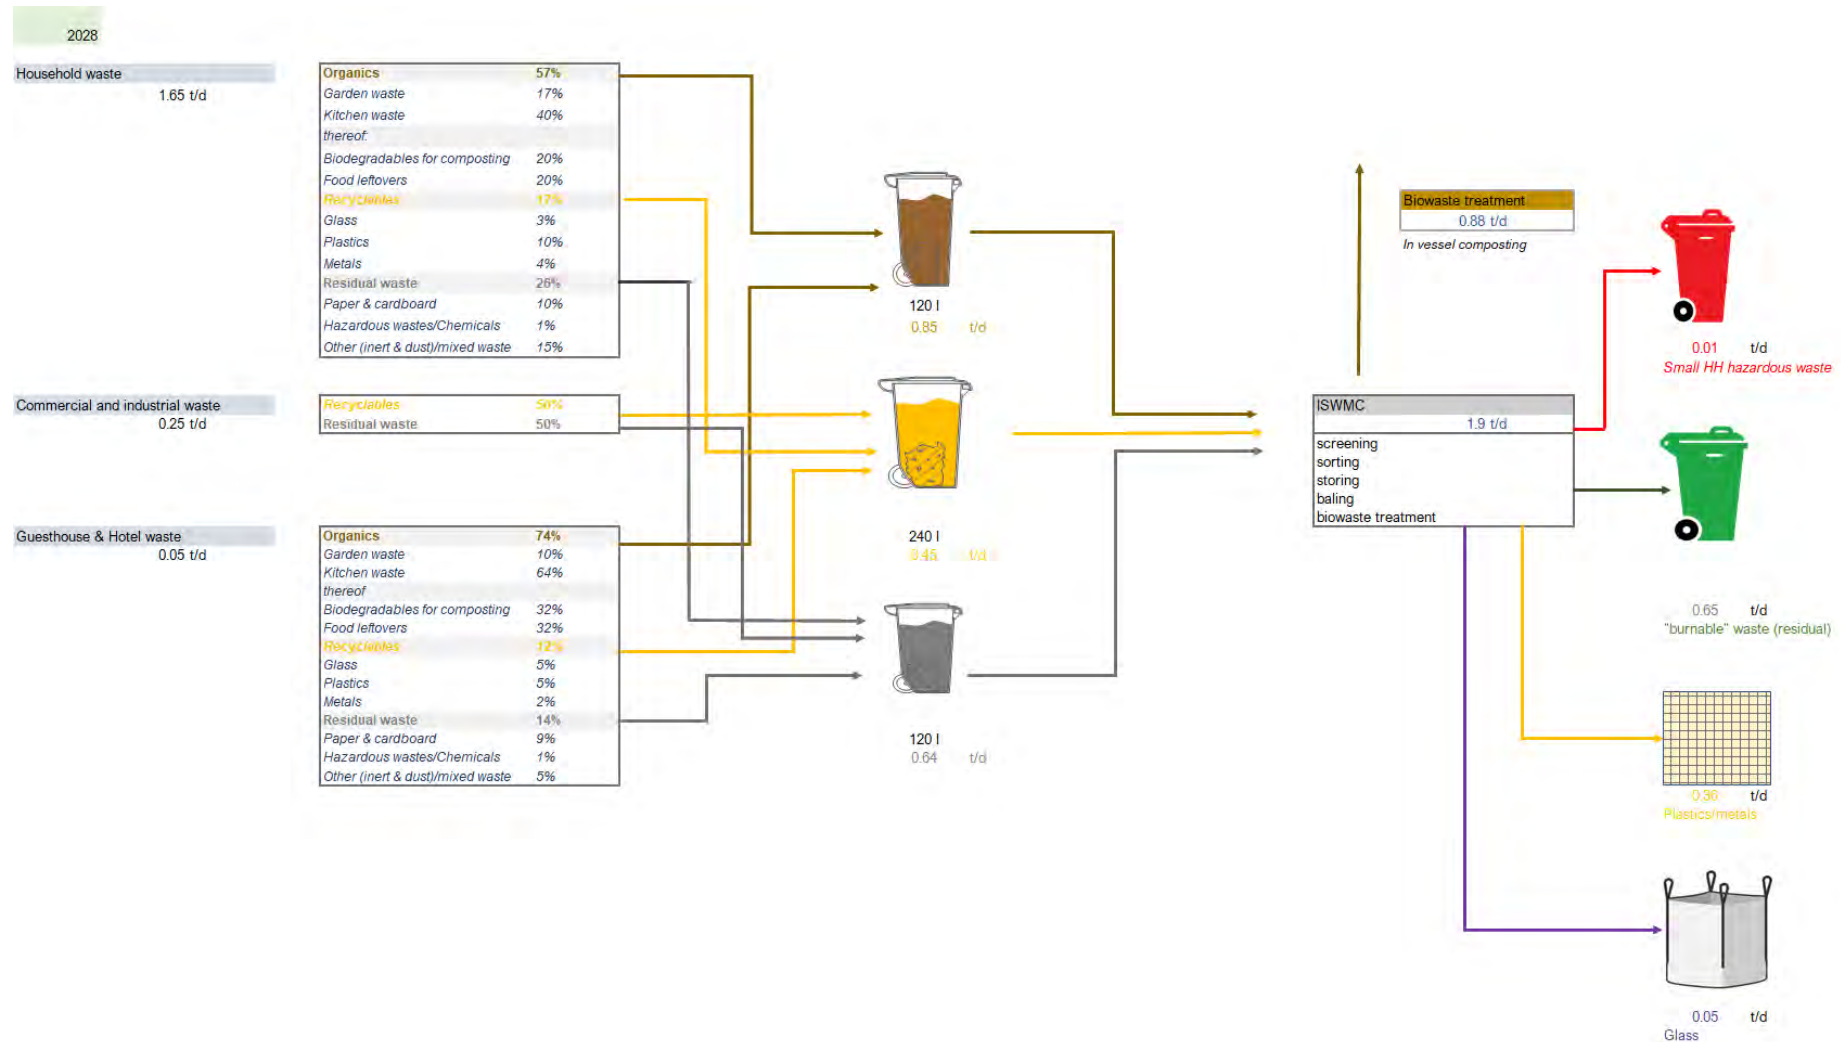 2028
Household waste
1.65 t/d
Organics 57%
Garden waste 17%
Kitchen waste 40%
thereof:
Biodegradables for composting 20%
Food leftovers 20%
Recyclables 17%
Glass 3%
Plastics 10%
Metals 4%
Residual waste 26%
Paper & cardboard 10%
Hazardous wastes/Chemicals 1%
Other (inert & dust)/mixed waste 15%
Commercial and industrial waste
0.25 t/d
Recyclables 50%
Residual waste 50%
Guesthouse & Hotel waste
0.05 t/d
Organics 74%
Garden waste 10%
Kitchen waste 64%
thereof
Biodegradables for composting 32%
Food leftovers 32%
Recyclables 12%
Glass 5%
Plastics 5%
Metals 2%
Residual waste 14%
Paper & cardboard 9%
Hazardous wastes/Chemicals 1%
Other (inert & dust)/mixed waste 5%
120 l
0.85 t/d
240 l
0.45 t/d
120 l
0.64 t/d
Biowaste treatment
0.88 t/d
In vessel composting
ISWMC
1.9 t/d
screening
sorting
storing
baling
biowaste treatment
0.01 t/d
Small HH hazardous waste
0.65 t/d
"burnable" waste (residual)
0.36 t/d
Plastics/metals
0.05 t/d
Glass